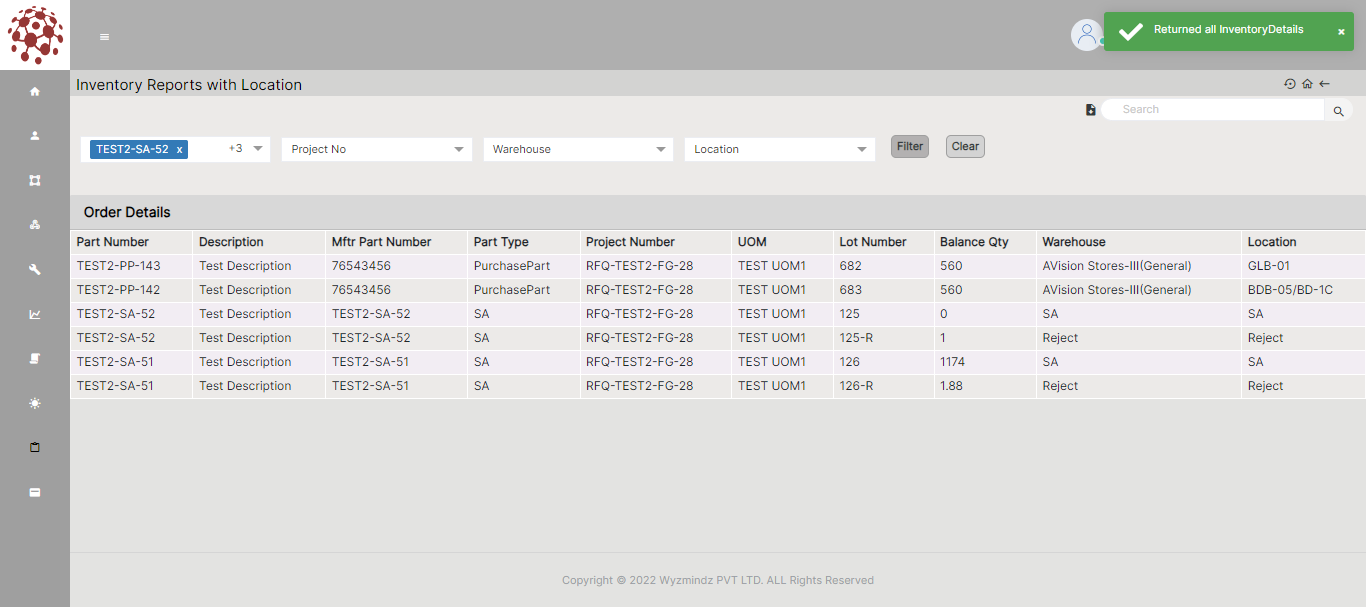 Returned all InventoryDetails ×
Inventory Reports with Location
Search
TEST2-SA-52 x +3 Project No Warehouse Location Filter Clear
Order Details
Part Number Description Mftr Part Number Part Type Project Number UOM Lot Number Balance Qty Warehouse Location
TEST2-PP-143 Test Description 76543456 PurchasePart RFQ-TEST2-FG-28 TEST UOM1 682 560 AVision Stores-III(General) GLB-01
TEST2-PP-142 Test Description 76543456 PurchasePart RFQ-TEST2-FG-28 TEST UOM1 683 560 AVision Stores-III(General) BDB-05/BD-1C
TEST2-SA-52 Test Description TEST2-SA-52 SA RFQ-TEST2-FG-28 TEST UOM1 125 0 SA SA
TEST2-SA-52 Test Description TEST2-SA-52 SA RFQ-TEST2-FG-28 TEST UOM1 125-R 1 Reject Reject
TEST2-SA-51 Test Description TEST2-SA-51 SA RFQ-TEST2-FG-28 TEST UOM1 126 1174 SA SA
TEST2-SA-51 Test Description TEST2-SA-51 SA RFQ-TEST2-FG-28 TEST UOM1 126-R 1.88 Reject Reject
Copyright © 2022 Wyzmindz PVT LTD. ALL Rights Reserved